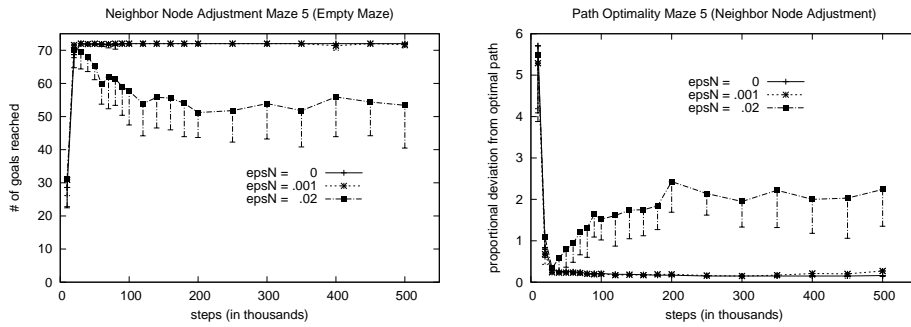 Neighbor Node Adjustment Maze 5 (Empty Maze)
# of goals reached
70
60
50
40
30
20
10
0
epsN = 0
epsN = .001
epsN = .02
0 100 200 300 400 500
steps (in thousands)
Path Optimality Maze 5 (Neighbor Node Adjustment)
proportional deviation from optimal path
6
5
4
3
2
1
0
epsN = 0
epsN = .001
epsN = .02
0 100 200 300 400 500
steps (in thousands)